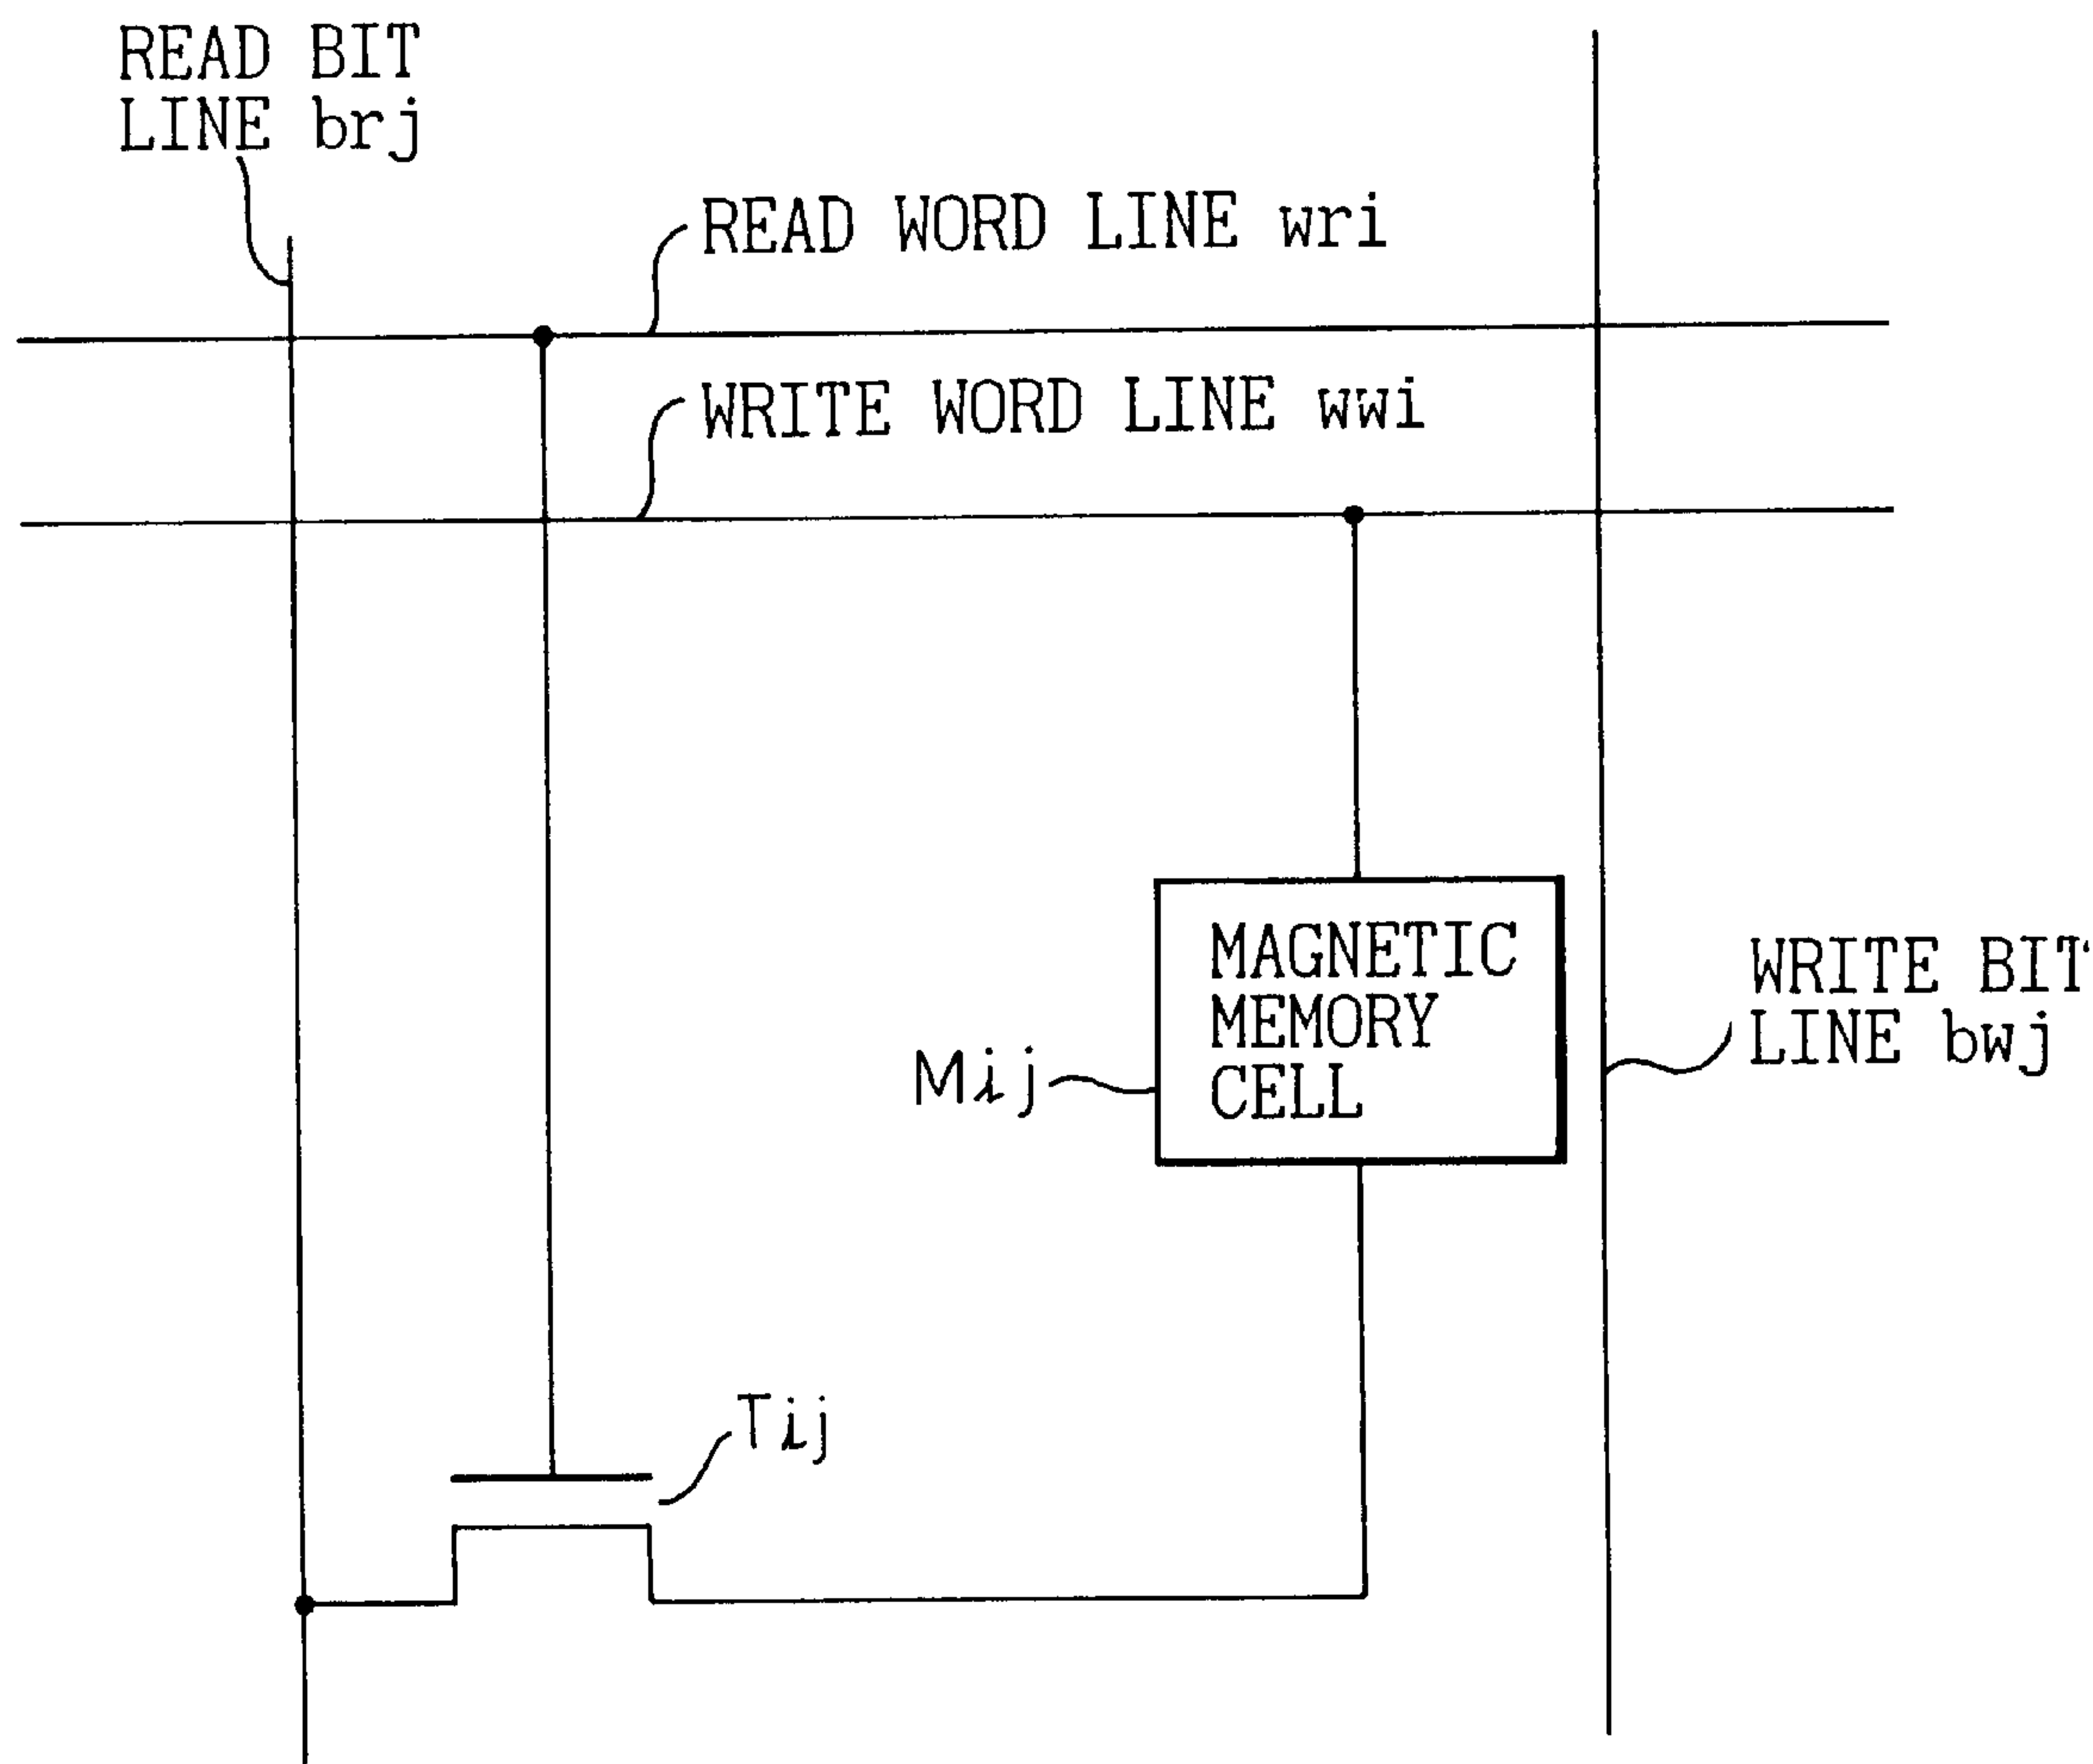 READ BIT
LINE brj
READ WORD LINE wri
WRITE WORD LINE wwi
MAGNETIC
MEMORY
CELL
Mij
WRITE BIT
LINE bwj
Tij